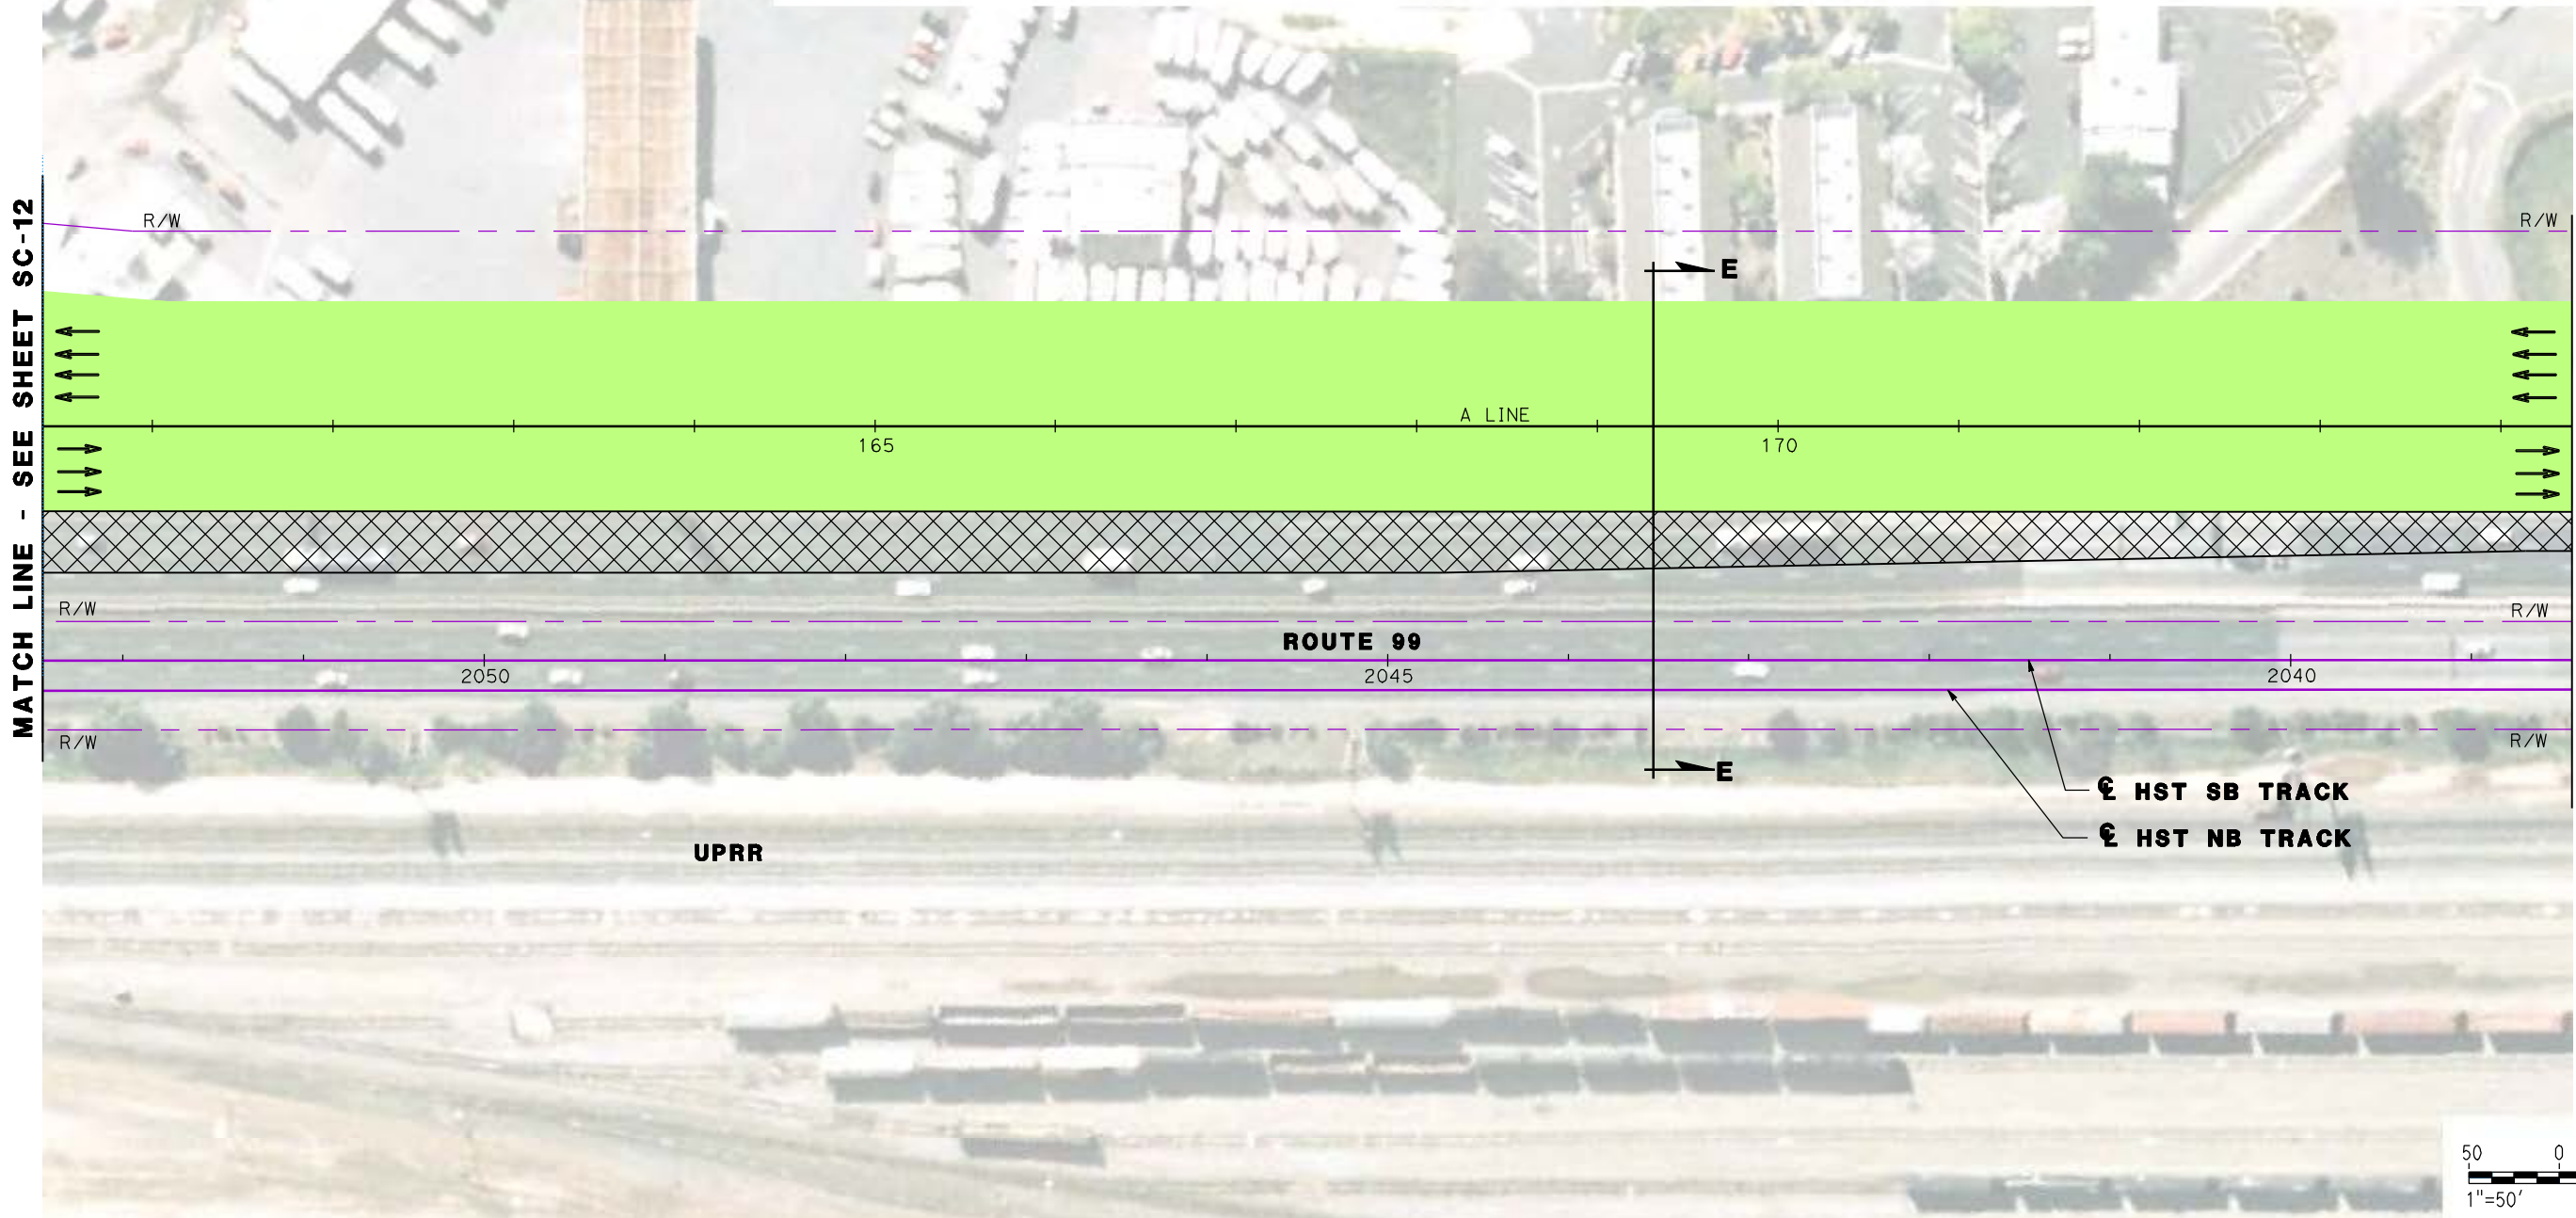 MATCH LINE - SEE SHEET SC-12
R/W
R/W
E
A LINE
165
170
R/W
R/W
ROUTE 99
2050
2045
2040
R/W
R/W
E
℄ HST SB TRACK
℄ HST NB TRACK
UPRR
50 0
1"=50'